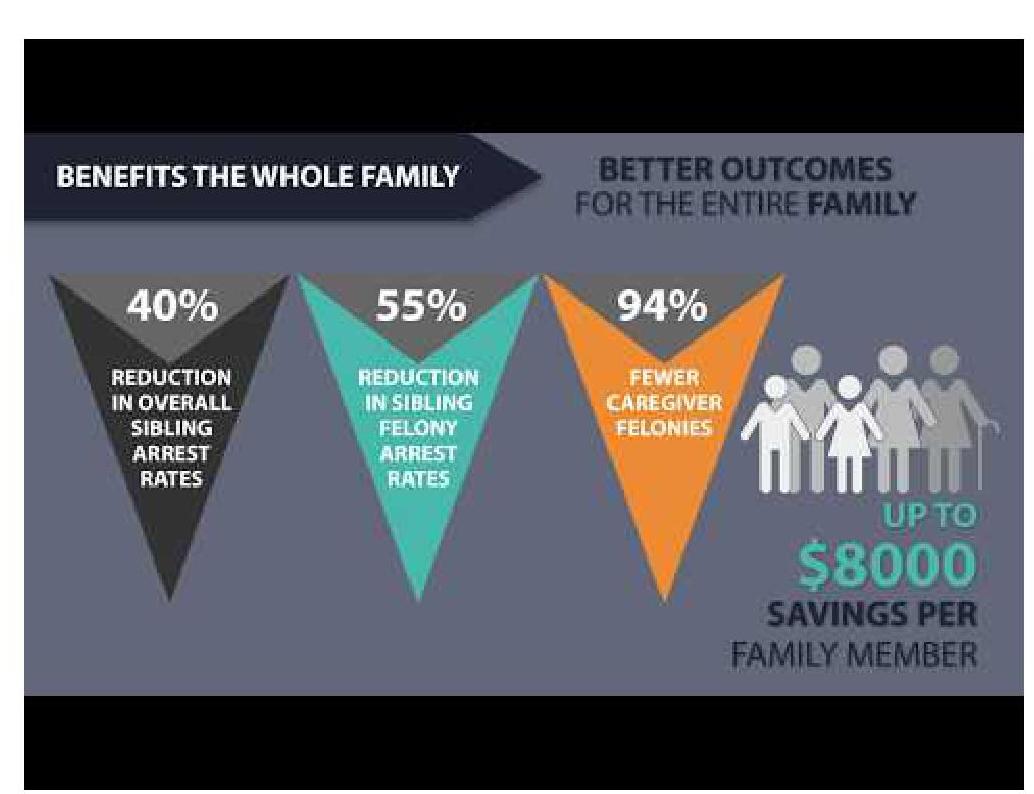 BENEFITS THE WHOLE FAMILY
BETTER OUTCOMES
FOR THE ENTIRE FAMILY
40%
REDUCTION
IN OVERALL
SIBLING
ARREST
RATES
55%
REDUCTION
IN SIBLING
FELONY
ARREST
RATES
94%
FEWER
CAREGIVER
FELONIES
UP TO
$8000
SAVINGS PER
FAMILY MEMBER